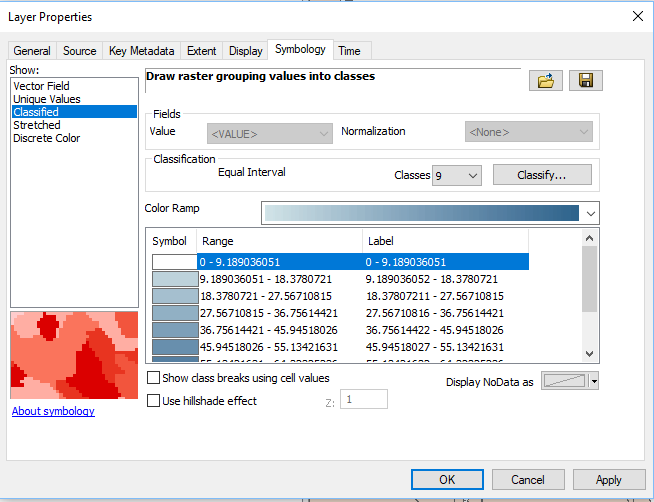 Layer Properties
General Source Key Metadata Extent Display Symbology Time
Show:
Vector Field
Unique Values
Classified
Stretched
Discrete Color
Draw raster grouping values into classes
Fields
Value <VALUE> Normalization <None>
Classification
Equal Interval Classes 9 Classify...
Color Ramp
Symbol Range Label
0 - 9.189036051 0 - 9.189036051
9.189036051 - 18.3780721 9.189036052 - 18.3780721
18.3780721 - 27.56710815 18.37807211 - 27.56710815
27.56710815 - 36.75614421 27.56710816 - 36.75614421
36.75614421 - 45.94518026 36.75614422 - 45.94518026
45.94518026 - 55.13421631 45.94518027 - 55.13421631
Show class breaks using cell values Display NoData as
Use hillshade effect Z: 1
About symbology
OK Cancel Apply